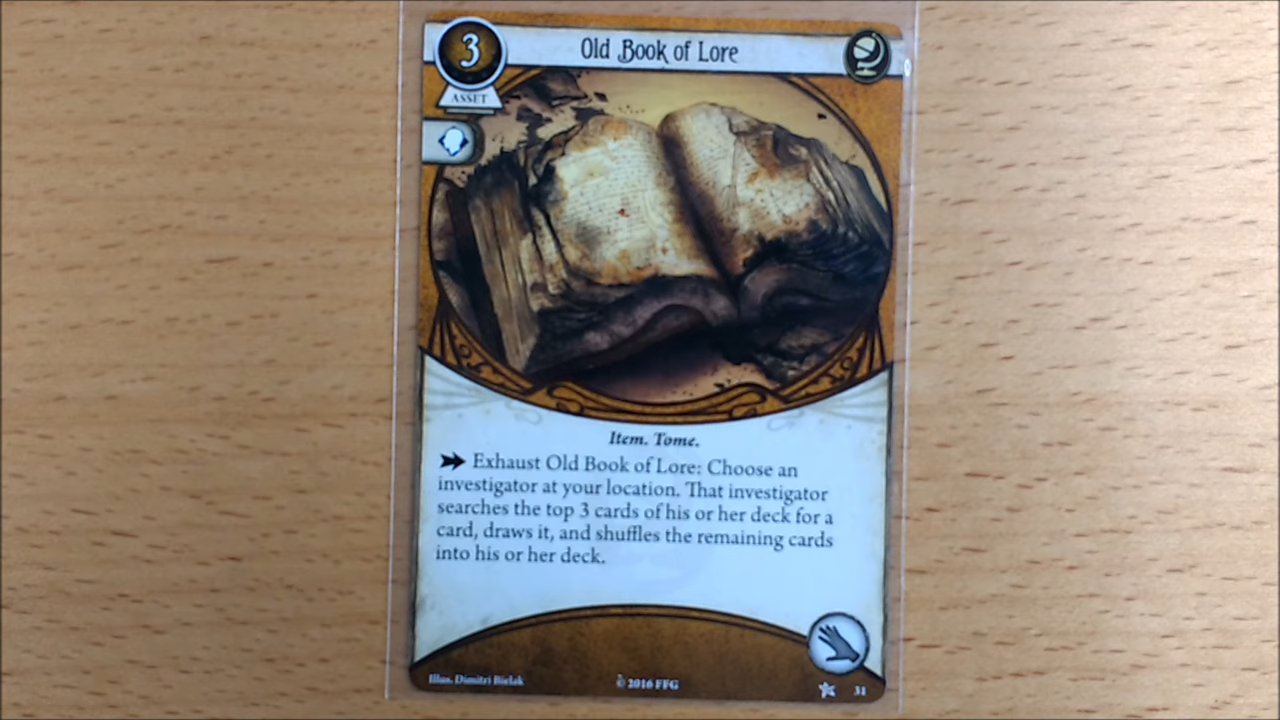 3
Old Book of Lore
ASSET
Item. Tome.
Exhaust Old Book of Lore: Choose an
investigator at your location. That investigator
searches the top 3 cards of his or her deck for a
card, draws it, and shuffles the remaining cards
into his or her deck.
Illus. Dimitri Bielak
© 2016 FFG
31